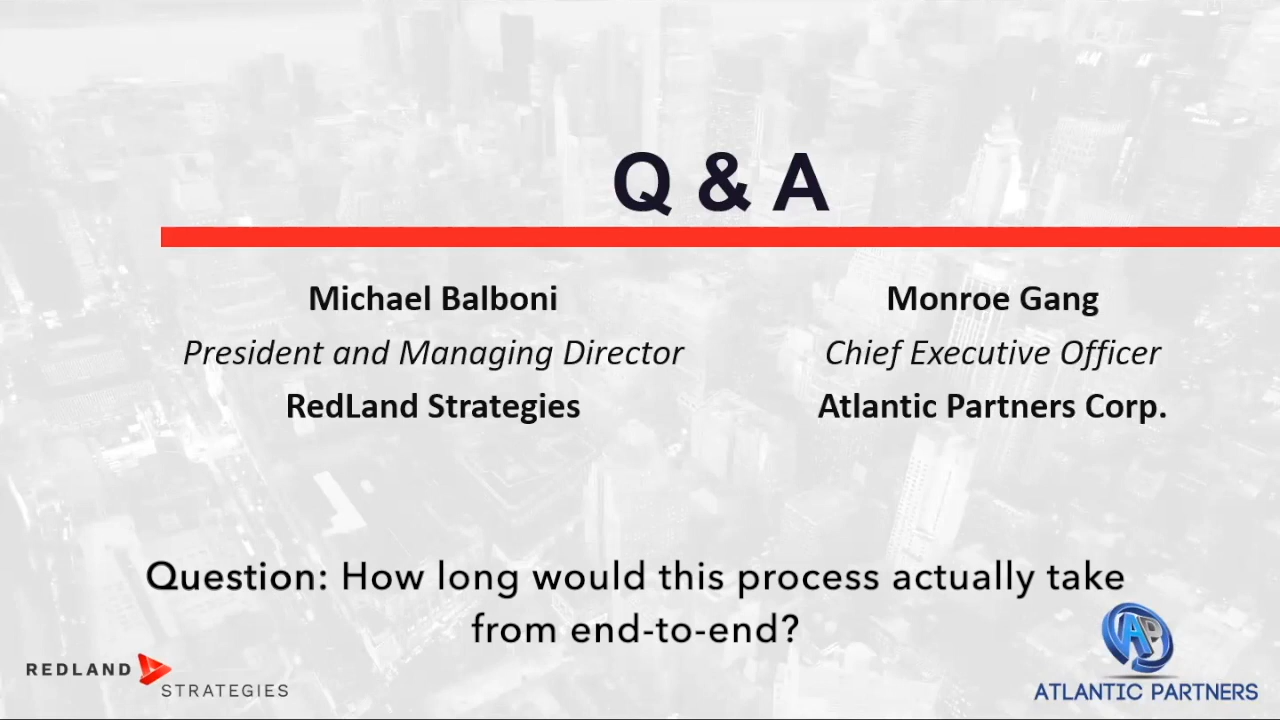 Q & A
Michael Balboni
President and Managing Director
RedLand Strategies
Monroe Gang
Chief Executive Officer
Atlantic Partners Corp.
Question: How long would this process actually take
from end-to-end?
REDLAND
STRATEGIES
AP
ATLANTIC PARTNERS